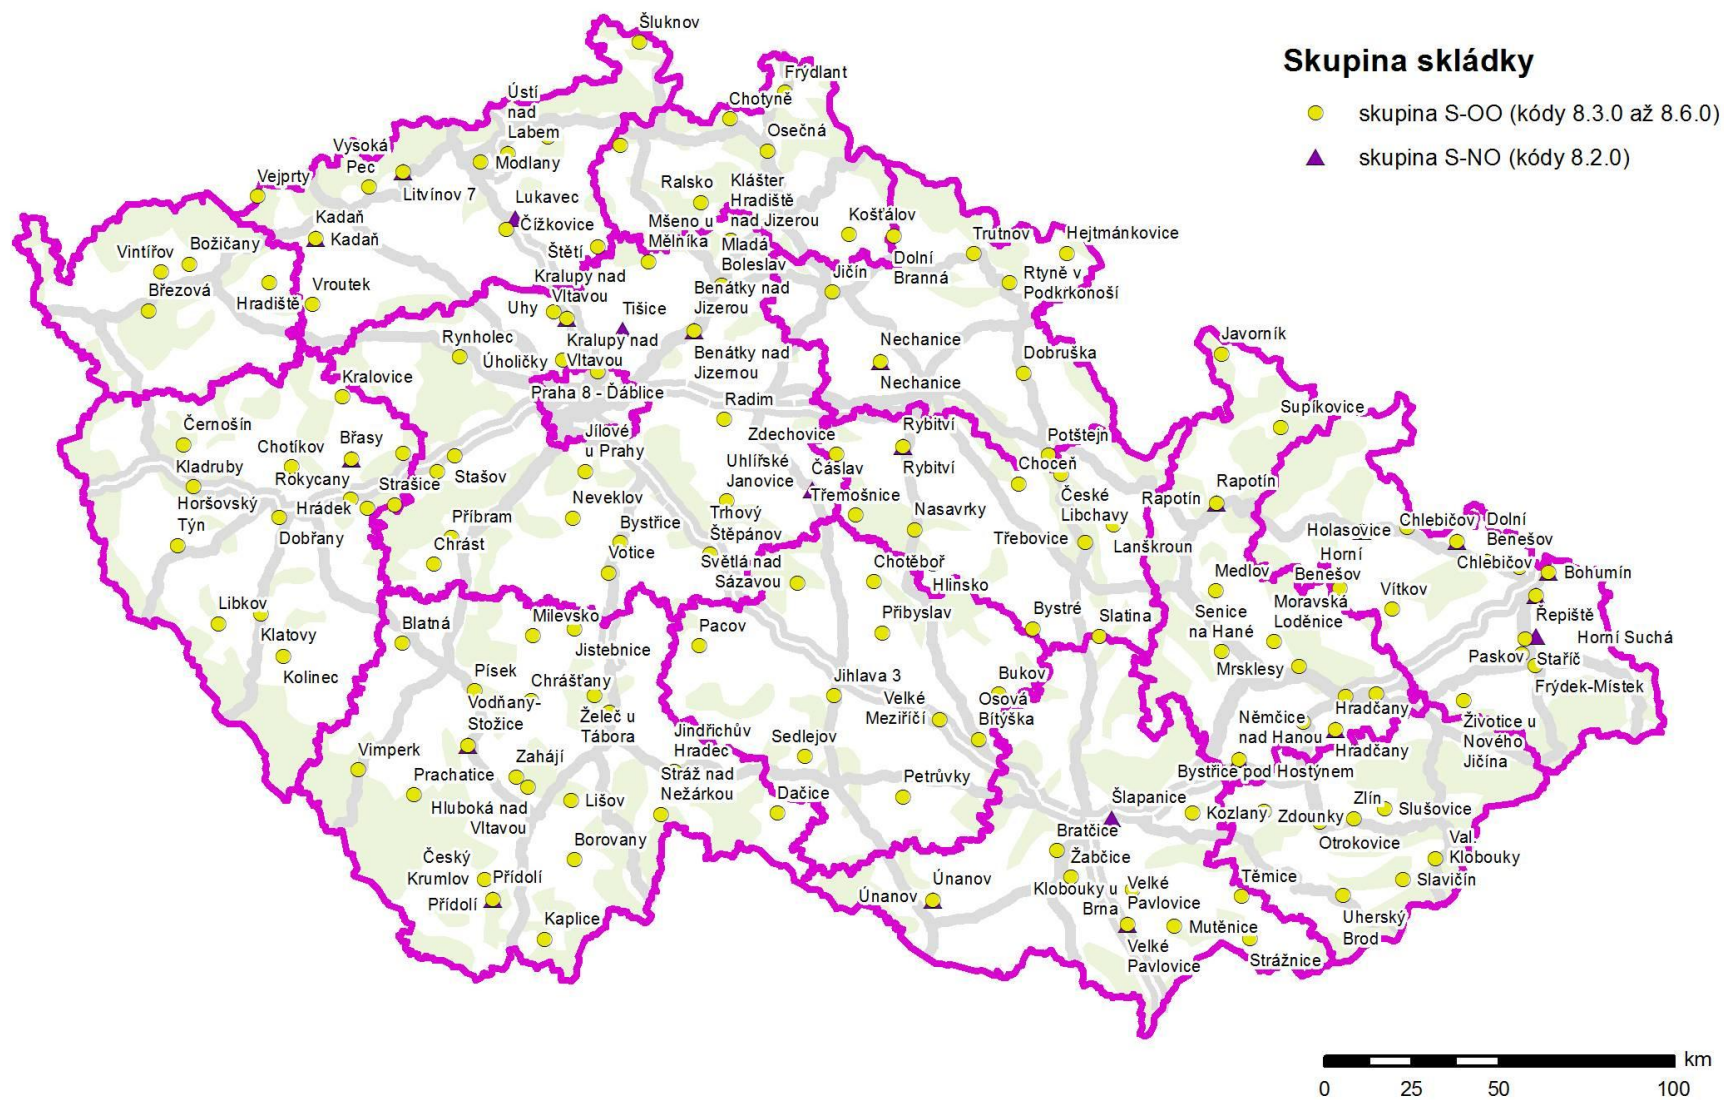 Skupina skládky
skupina S-OO (kódy 8.3.0 až 8.6.0)
skupina S-NO (kódy 8.2.0)
Šluknov
Frýdlant
Chotyně
Ústí
nad
Labem
Osečná
Vysoká
Pec
Modlany
Vejprty
Litvínov 7
Lukavec
Ralsko
Klášter
Hradiště
nad Jizerou
Kadaň
Kadaň
Čížkovice
Mšeno u
Mělníka
Košťálov
Vintířov
Božičany
Štětí
Mladá
Boleslav
Trutnov
Hejtmánkovice
Dolní
Branná
Jičín
Březová
Hradiště
Vroutek
Kralupy nad
Vltavou
Benátky nad
Jizerou
Rtyně v
Podkrkonoší
Uhy
Tišice
Rynholec
Úholičky
Kralupy nad
Vltavou
Benátky nad
Jizerou
Nechanice
Nechanice
Javorník
Dobruška
Kralovice
Praha 8 - Ďáblice
Radim
Supíkovice
Černošín
Chotíkov
Břasy
Jílové
u Prahy
Zdechovice
Rybitví
Rybitví
Potštejn
Kladruby
Rokycany
Stašov
Uhlířské
Janovice
Čáslav
Choceň
Strašice
Třemošnice
Horšovský
Týn
Hrádek
Neveklov
České
Libchavy
Rapotín
Rapotín
Příbram
Bystřice
Trhový
Štěpánov
Nasavrky
Dobřany
Chrást
Votice
Třebovice
Lanškroun
Holasovice
Chlebičov
Dolní
Benešov
Světlá nad
Sázavou
Chotěboř
Hlinsko
Medlov
Horní
Benešov
Chlebičov
Bohumín
Libkov
Klatovy
Blatná
Milevsko
Pacov
Přibyslav
Bystré
Slatina
Senice
na Hané
Moravská
Loděnice
Vítkov
Řepiště
Horní Suchá
Jistebnice
Kolinec
Mrsklesy
Paskov
Staříč
Písek
Chrášťany
Jihlava 3
Bukov
Frýdek-Místek
Vodňany-
Stožice
Želeč u
Tábora
Velké
Meziříčí
Osová
Bítýška
Hradčany
Němčice
nad Hanou
Hradčany
Životice u
Nového
Jičína
Vimperk
Zahájí
Jindřichův
Hradec
Sedlejov
Bystřice pod Hostýnem
Prachatice
Stráž nad
Nežárkou
Petrůvky
Hluboká nad
Vltavou
Lišov
Dačice
Šlapanice
Kozlany
Zdounky
Zlín
Slušovice
Otrokovice
Borovany
Bratčice
Val.
Klobouky
Český
Krumlov
Přídolí
Přídolí
Žabčice
Únanov
Únanov
Klobouky u
Brna
Velké
Pavlovice
Těmice
Slavičín
Kaplice
Mutěnice
Uherský
Brod
Velké
Pavlovice
Strážnice
km
0
25
50
100